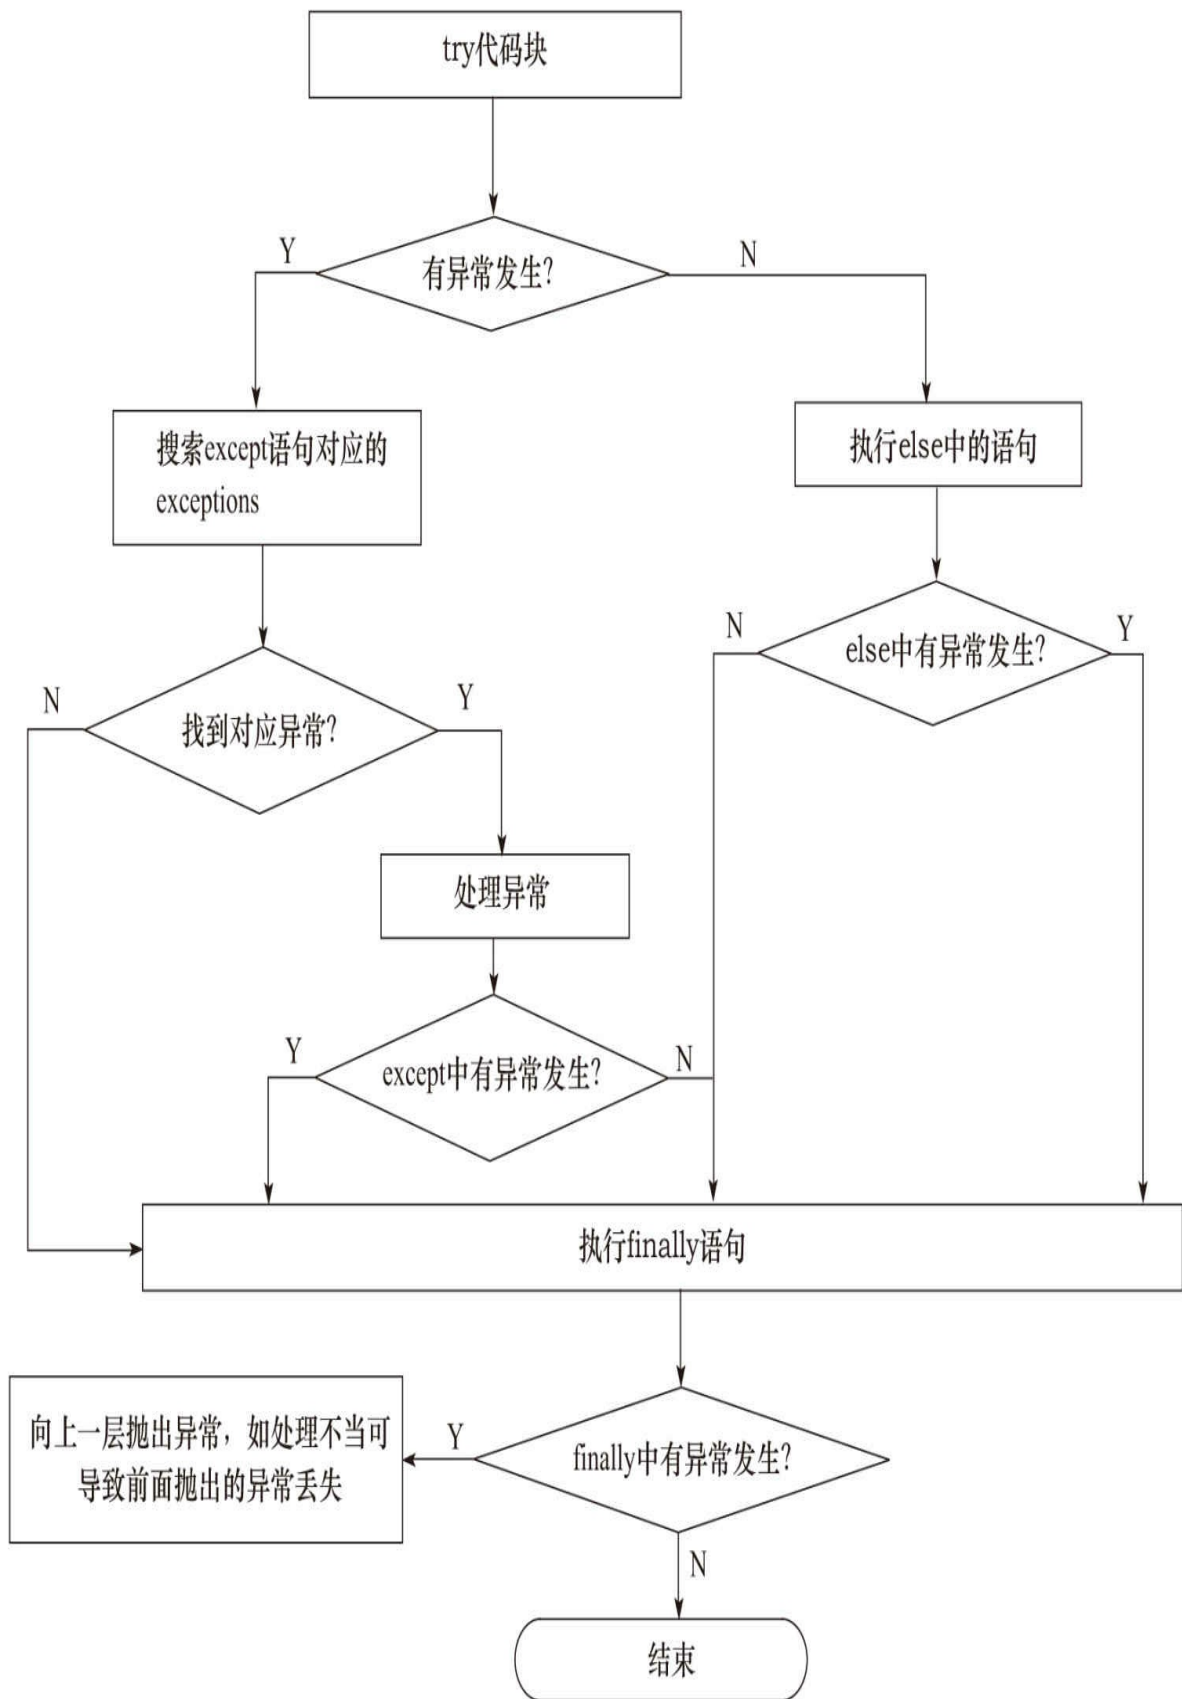 try代码块
有异常发生?
Y
N
搜索except语句对应的
exceptions
执行else中的语句
else中有异常发生?
N
Y
找到对应异常?
N
Y
处理异常
except中有异常发生?
Y
N
执行finally语句
finally中有异常发生?
Y
向上一层抛出异常，如处理不当可
导致前面抛出的异常丢失
N
结束